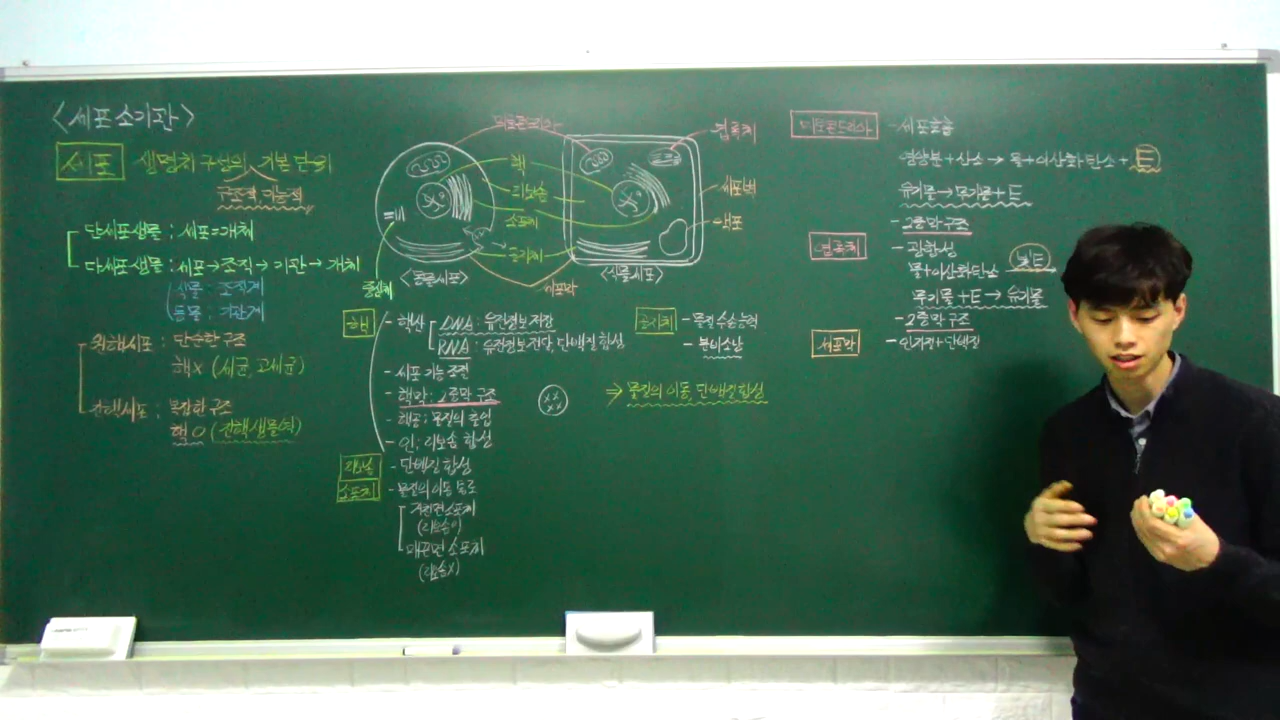 <세포 소기관>
세포 생명체 구성의 기본 단위
구조적 기능적
단세포생물 : 세포=개체
다세포생물 : 세포→조직→기관→개체
식물 : 조직계
동물 : 기관계
원핵세포 : 단순한 구조
핵X (세균, 고세균)
진핵세포 : 복잡한 구조
핵O (진핵생물역)
미토콘드리아
핵
리보솜
소포체
골지체
중심체
<동물세포>
세포막
<식물세포>
엽록체
세포벽
액포
핵 - 핵산
DNA : 유전정보 저장
RNA : 유전정보 전달, 단백질 합성
- 세포 기능 조절
- 핵막 : 2중막 구조
- 핵공 : 물질의 출입
- 인 : 리보솜 합성
리보솜 - 단백질 합성
소포체 - 물질의 이동 통로
거친면 소포체
(리보솜O)
매끈면 소포체
(리보솜X)
골지체 - 물질 수송능력
- 분비소낭
⇒ 물질의 이동, 단백질 합성
미토콘드리아 - 세포호흡
영양분 + 산소 → 물 + 이산화탄소 + E
유기물 → 무기물 + E
- 2중막 구조
엽록체 - 광합성
물+이산화탄소 빛E
무기물 + E → 유기물
- 2중막 구조
세포막 - 인지질 + 단백질